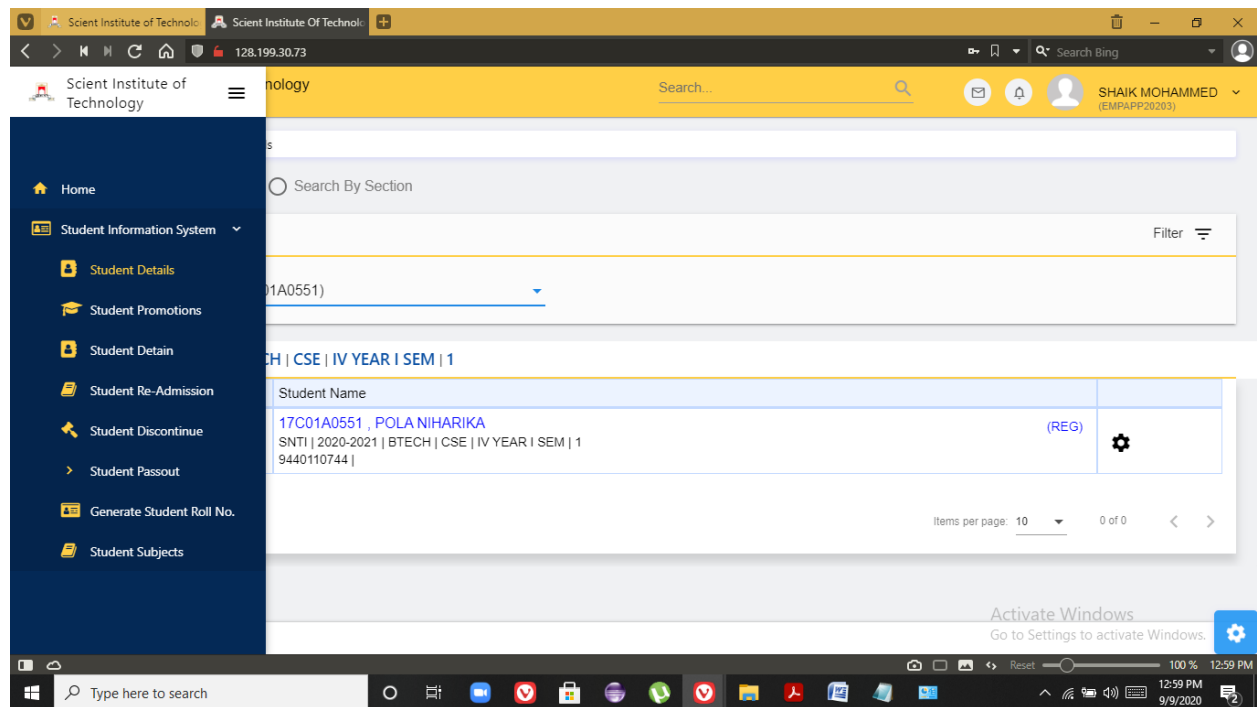 Scient Institute of Technolo
Scient Institute Of Technolo
128.199.30.73
Search Bing
Scient Institute of
Technology
nology
Search...
SHAIK MOHAMMED
(EMPAPP20203)
s
Home
Search By Section
Student Information System
Filter
Student Details
01A0551)
Student Promotions
Student Detain
CH | CSE | IV YEAR I SEM | 1
Student Re-Admission
Student Name
Student Discontinue
17C01A0551 , POLA NIHARIKA
(REG)
SNTI | 2020-2021 | BTECH | CSE | IV YEAR I SEM | 1
9440110744 |
Student Passout
Generate Student Roll No.
Items per page: 10
0 of 0
Student Subjects
Activate Windows
Go to Settings to activate Windows.
Reset
100 %
12:59 PM
Type here to search
12:59 PM
9/9/2020
2